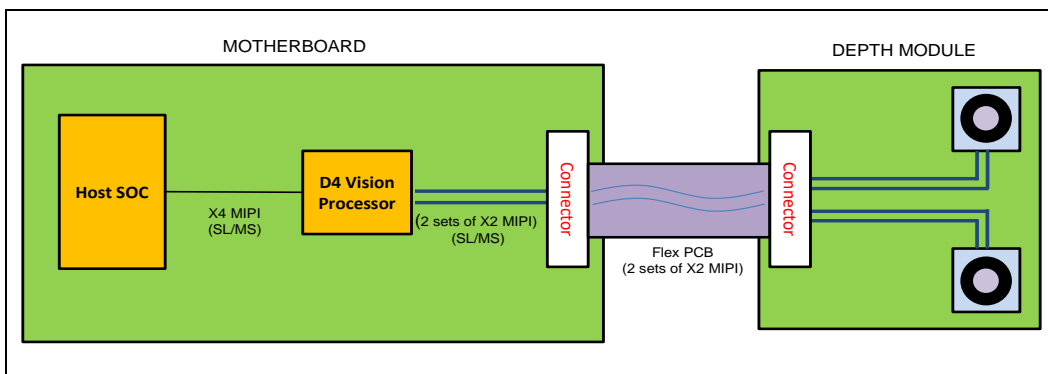 MOTHERBOARD
DEPTH MODULE
Host SOC
X4 MIPI
(SL/MS)
D4 Vision
Processor
(2 sets of X2 MIPI)
(SL/MS)
Connector
Flex PCB
(2 sets of X2 MIPI)
Connector